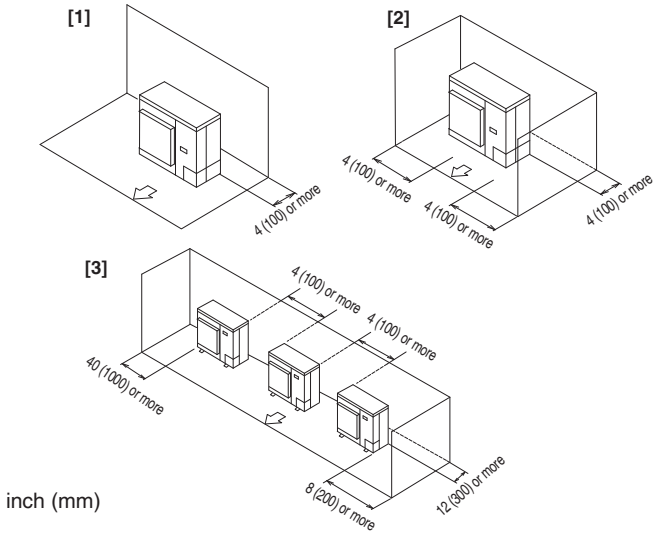 [1]
4 (100) or more
[2]
4 (100) or more
4 (100) or more
4 (100) or more
[3]
4 (100) or more
4 (100) or more
40 (1000) or more
8 (200) or more
12 (300) or more
inch (mm)